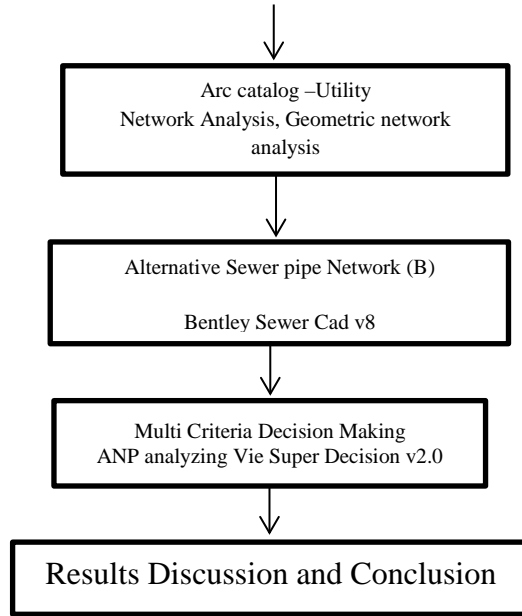 Arc catalog –Utility
Network Analysis, Geometric network
analysis
Alternative Sewer pipe Network (B)
Bentley Sewer Cad v8
Multi Criteria Decision Making
ANP analyzing Vie Super Decision v2.0
Results Discussion and Conclusion